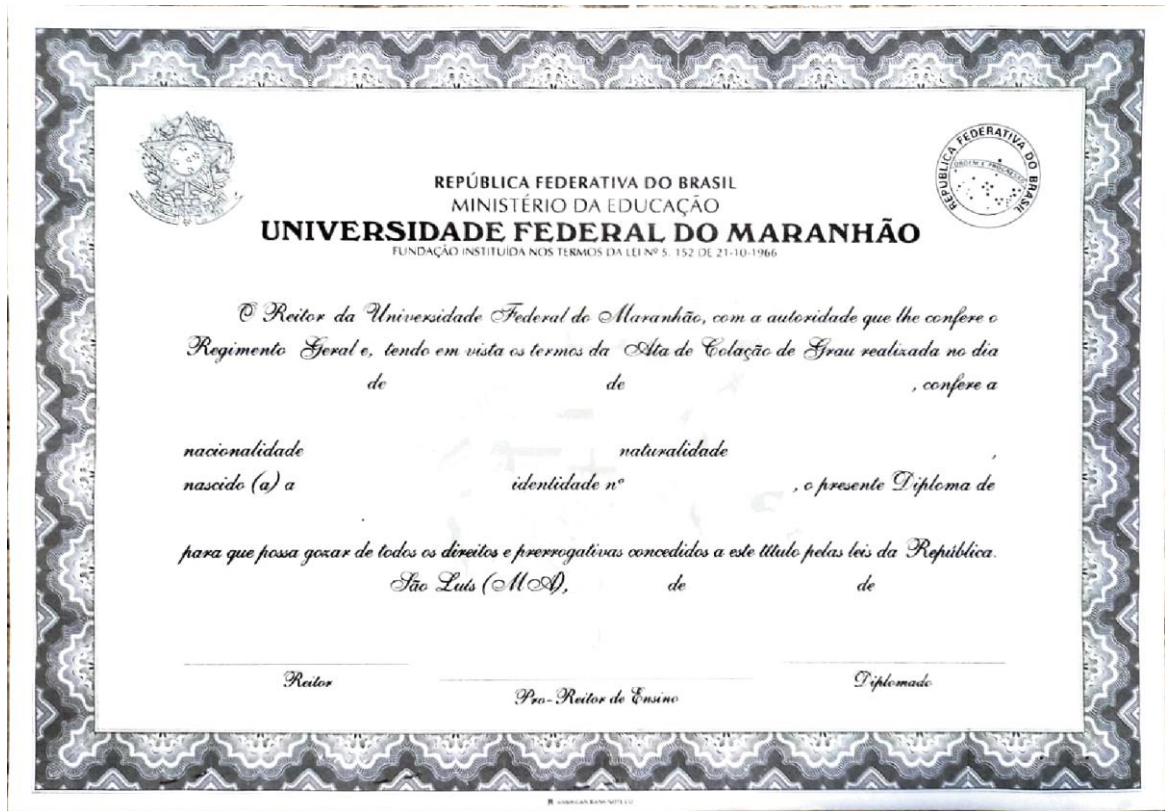 REPÚBLICA FEDERATIVA DO BRASIL
ORDEM E PROGRESSO
REPÚBLICA FEDERATIVA DO BRASIL
MINISTÉRIO DA EDUCAÇÃO
UNIVERSIDADE FEDERAL DO MARANHÃO
FUNDAÇÃO INSTITUÍDA NOS TERMOS DA LEI Nº 5. 152 DE 21-10-1966
O Reitor da Universidade Federal do Maranhão, com a autoridade que lhe confere o
Regimento Geral e, tendo em vista os termos da Ata de Colação de Grau realizada no dia
de de , confere a
nacionalidade naturalidade ,
nascido (a) a identidade nº , o presente Diploma de
para que possa gozar de todos os direitos e prerrogativas concedidos a este título pelas leis da República.
São Luís (MA), de de
Reitor
Diplomado
Pro-Reitor de Ensino
AMERICAN BANK NOTE CO